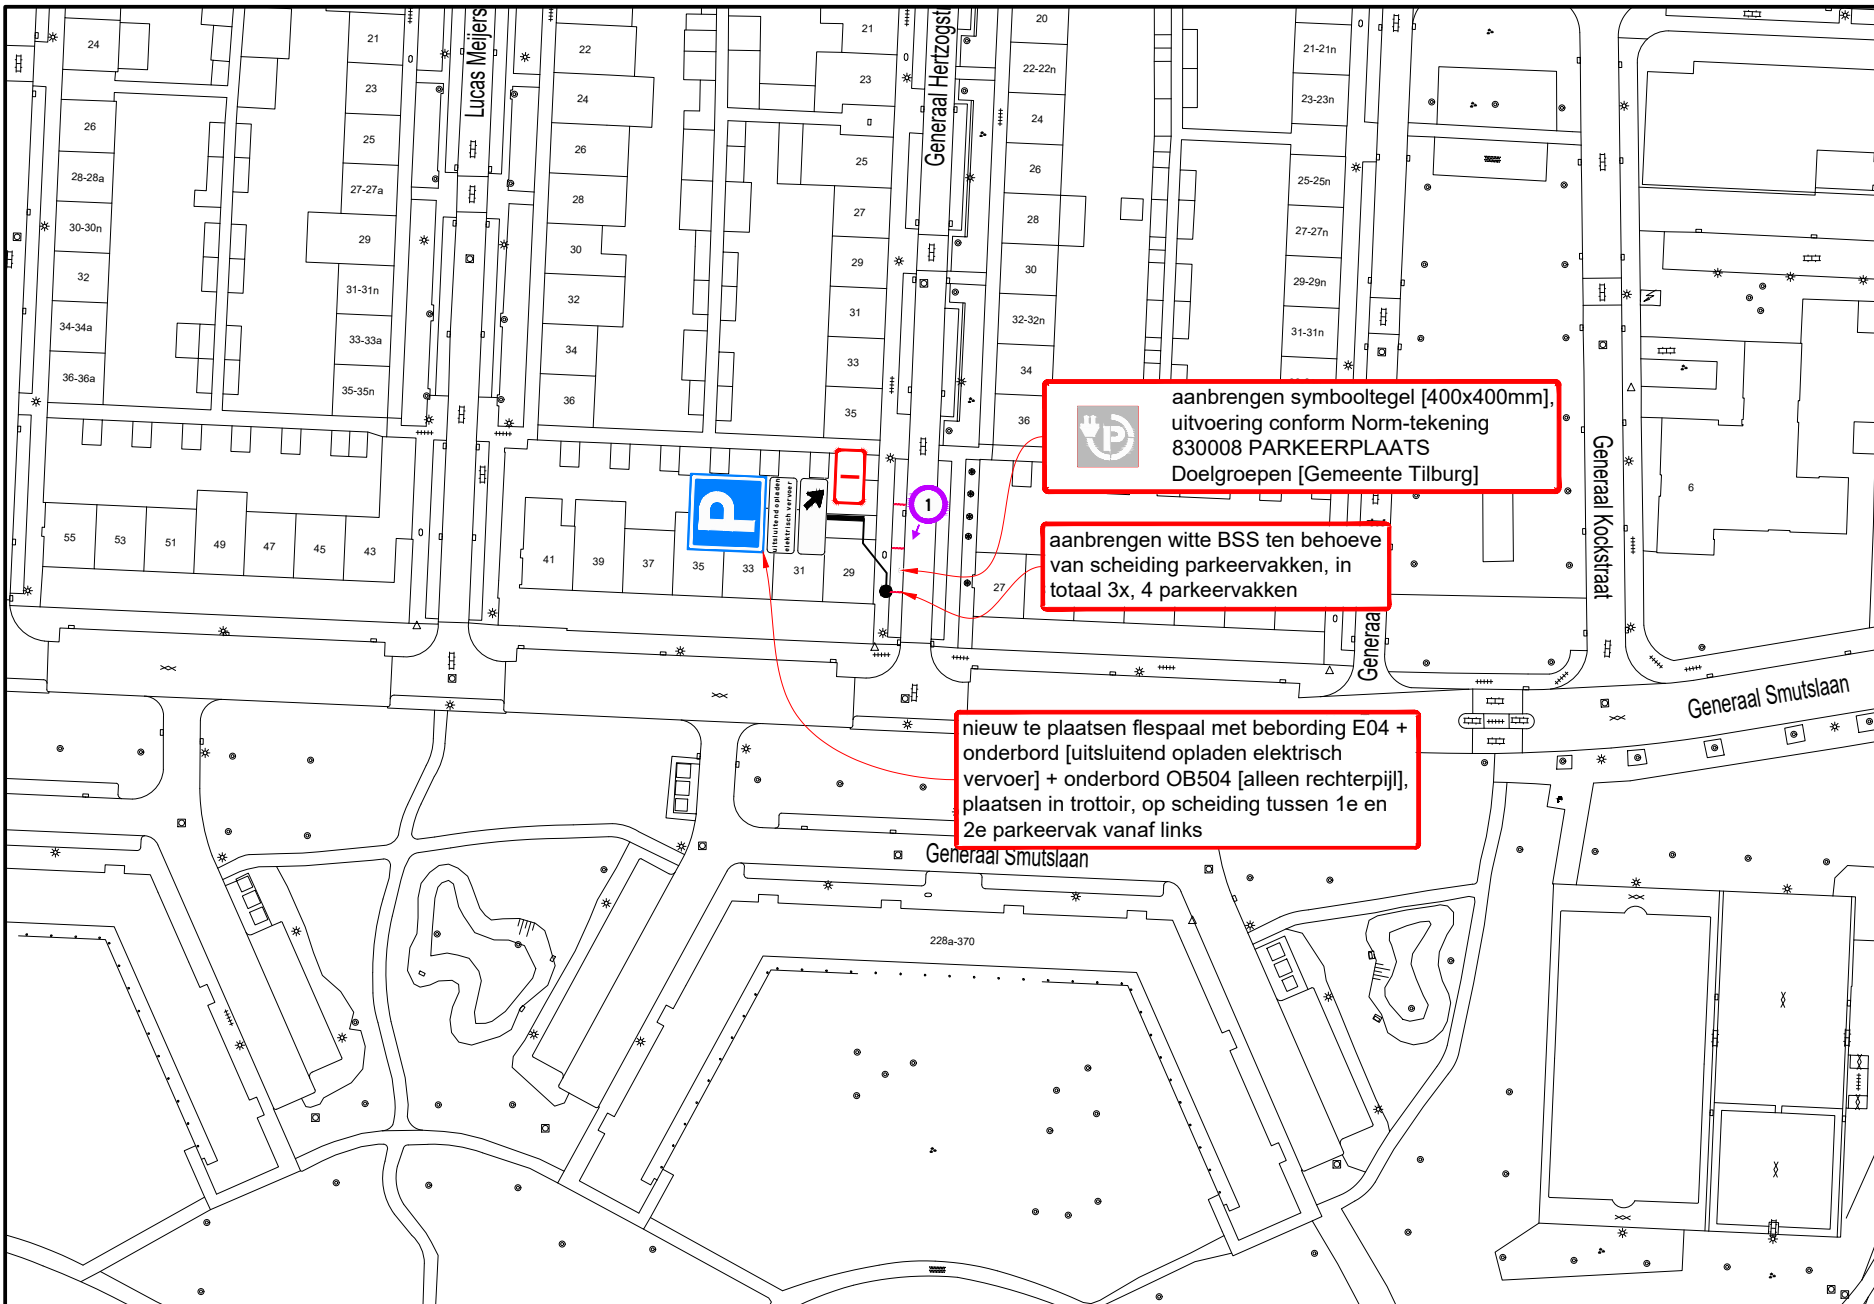 Lucas Meijers
Generaal Hertzogst
24
26
28-28a
30-30n
32
34-34a
36-36a
21
23
25
27-27a
29
31-31n
33-33a
35-35n
22
24
26
28
30
32
34
36
21
23
25
27
29
31
33
35
20
22-22n
24
26
28
30
32-32n
34
36
21-21n
23-23n
25-25n
27-27n
29-29n
31-31n
aanbrengen symbooltegel [400x400mm],
uitvoering conform Norm-tekening
830008 PARKEERPLAATS
Doelgroepen [Gemeente Tilburg]
P
Generaal Kockstraat
6
P
uitsluitend opladen
elektrisch vervoer
1
aanbrengen witte BSS ten behoeve
van scheiding parkeervakken, in
totaal 3x, 4 parkeervakken
55
53
51
49
47
45
43
41
39
37
35
33
31
29
27
Generaal
Generaal Smutslaan
nieuw te plaatsen flespaal met bebording E04 +
onderbord [uitsluitend opladen elektrisch
vervoer] + onderbord OB504 [alleen rechterpijl],
plaatsen in trottoir, op scheiding tussen 1e en
2e parkeervak vanaf links
Generaal Smutslaan
228a-370